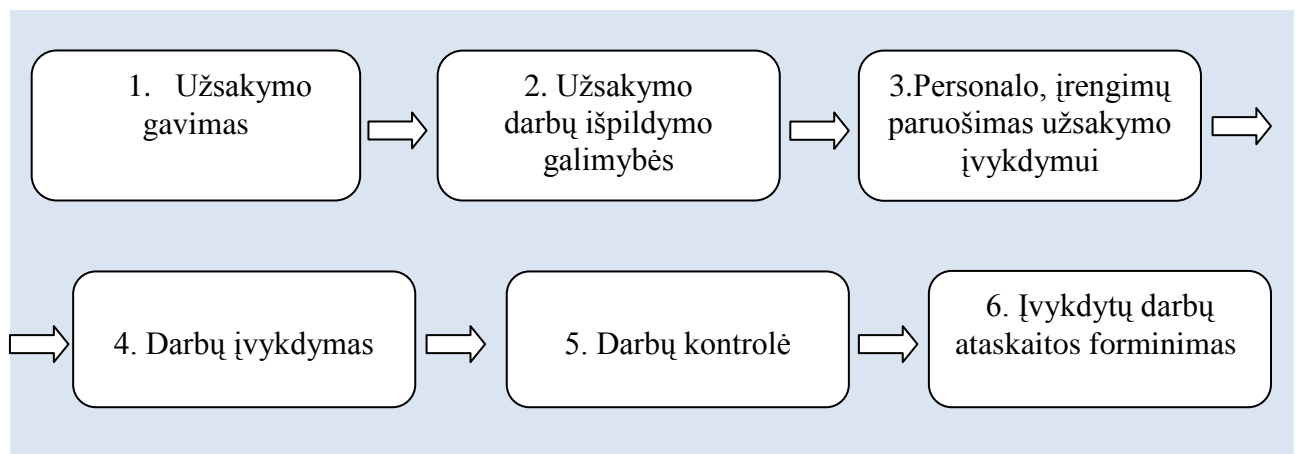 1. Užsakymo
gavimas
2. Užsakymo
darbų išpildymo
galimybės
3.Personalo, įrengimų
paruošimas užsakymo
įvykdymui
4. Darbų įvykdymas
5. Darbų kontrolė
6. Įvykdytų darbų
ataskaitos forminimas